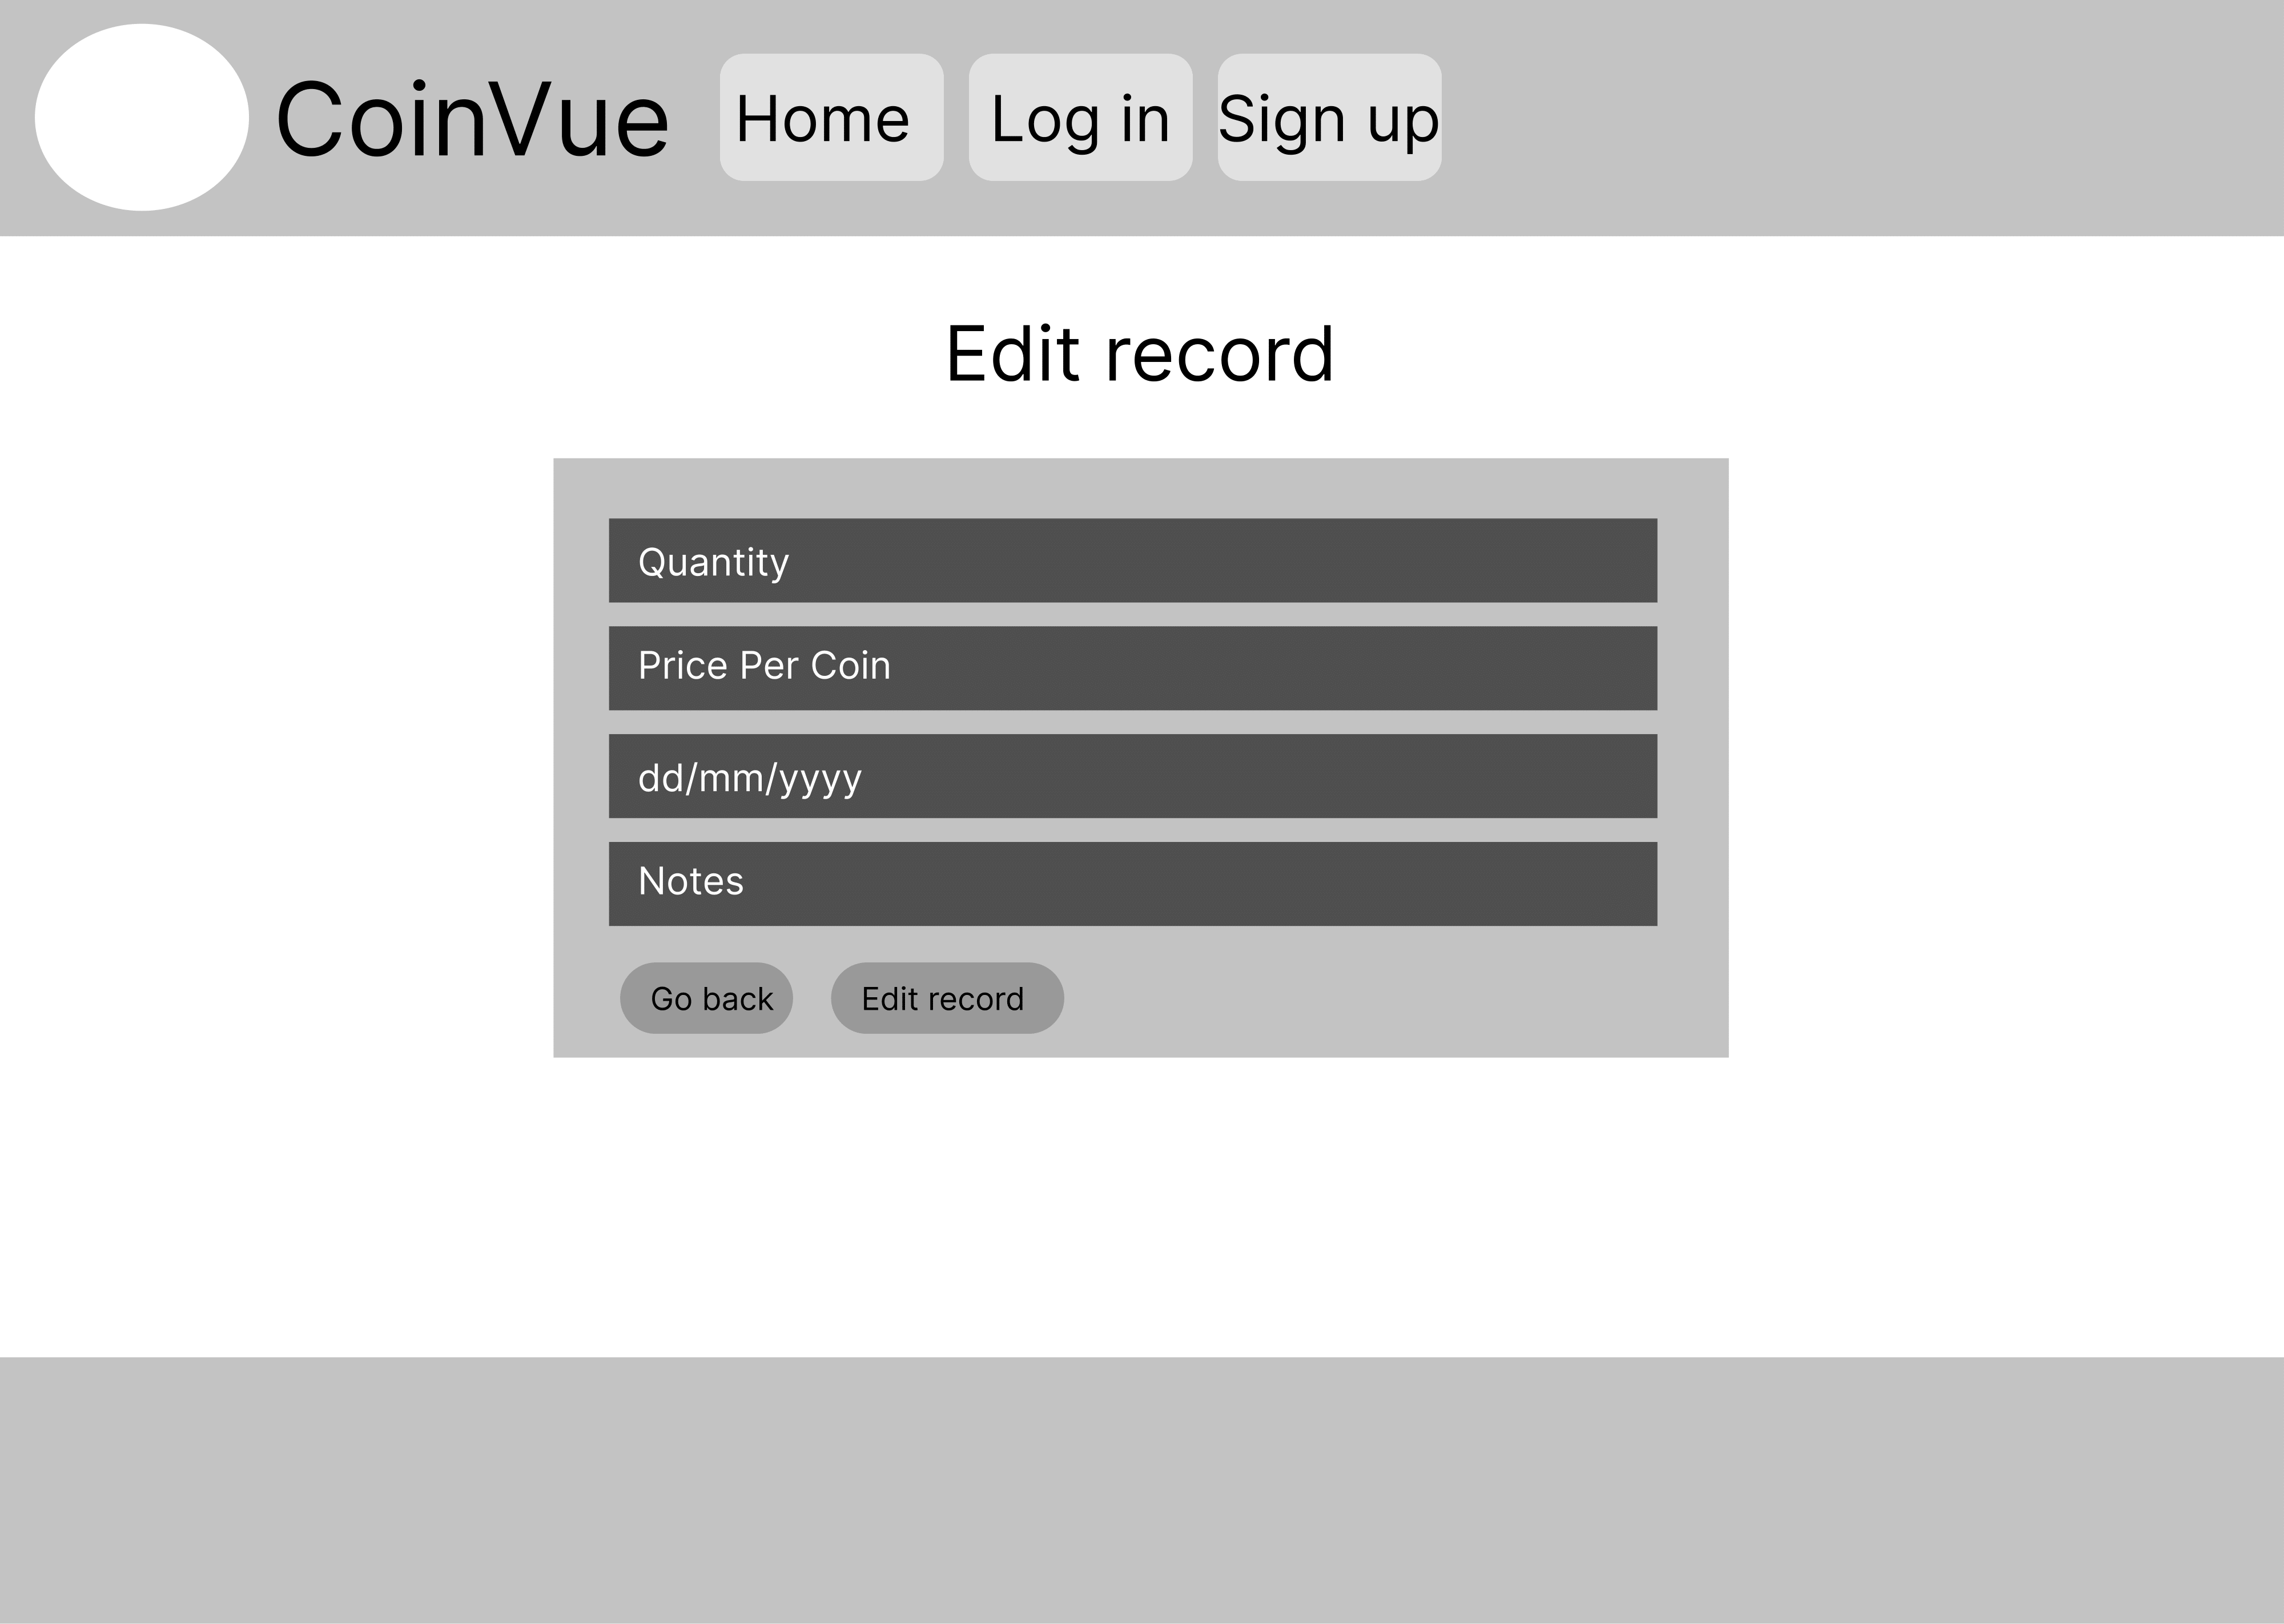 CoinVue
Home
Log in
Sign up
Edit record
Quantity
Price Per Coin
dd/mm/yyyy
Notes
Go back
Edit record